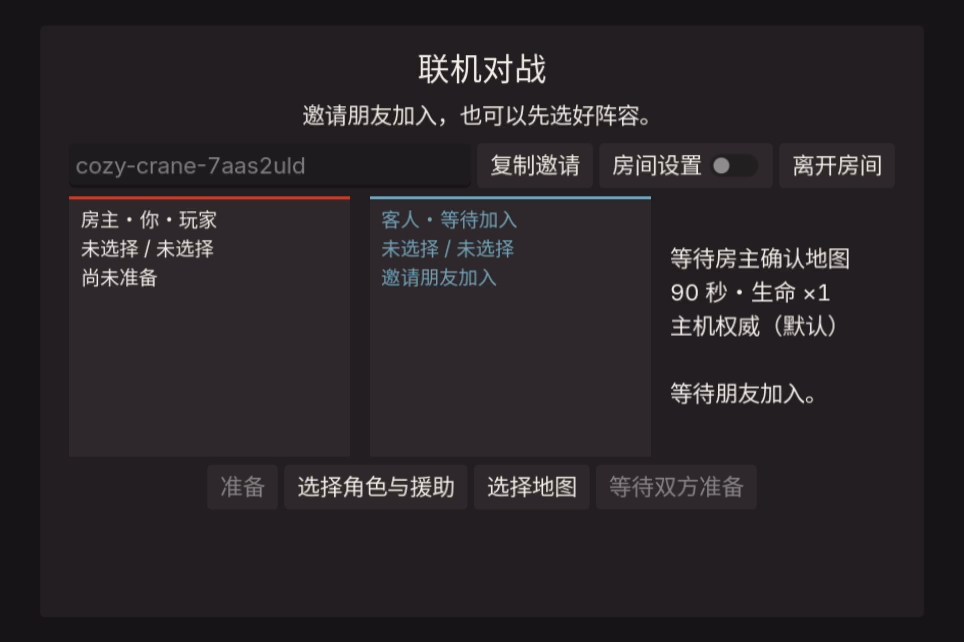 联机对战
邀请朋友加入，也可以先选好阵容。
cozy-crane-7aas2uld
复制邀请
房间设置
离开房间
房主・你・玩家
未选择 / 未选择
尚未准备
客人・等待加入
未选择 / 未选择
邀请朋友加入
等待房主确认地图
90 秒・生命 ×1
主机权威（默认）
等待朋友加入。
准备
选择角色与援助
选择地图
等待双方准备